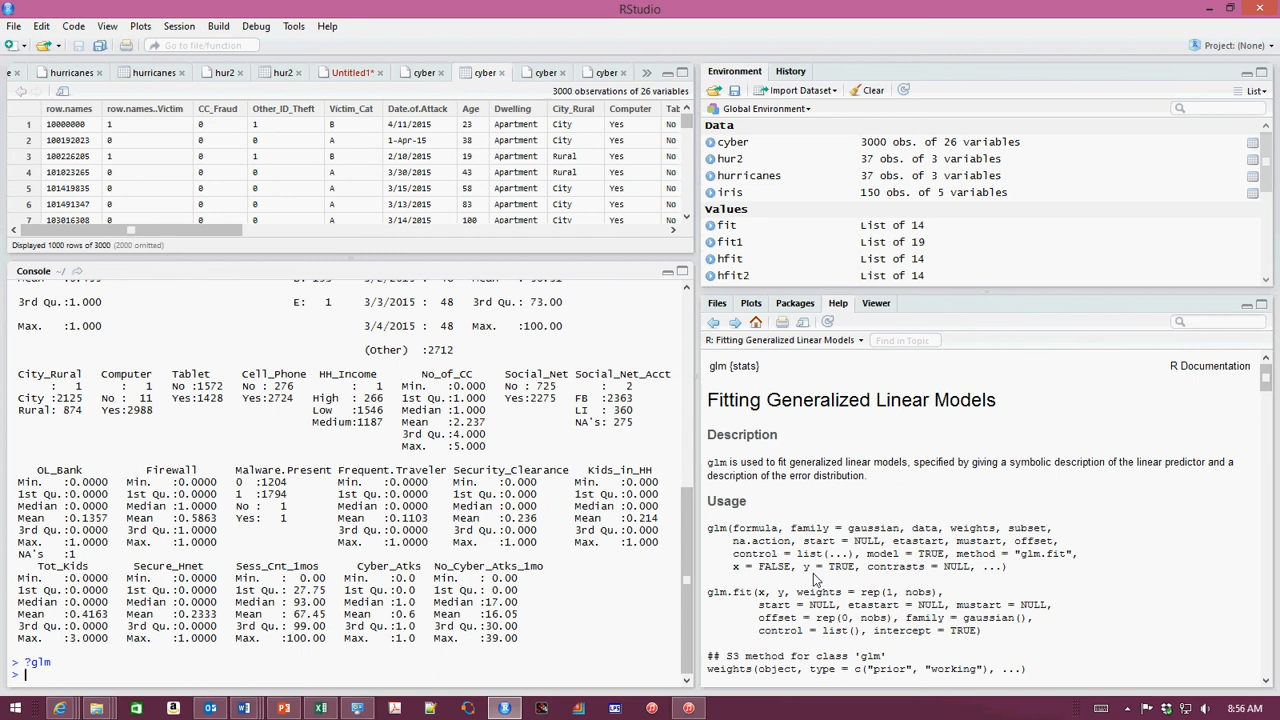 RStudio
File Edit Code View Plots Session Build Debug Tools Help
Go to file/function
Project: (None)
e hurricanes hurricanes hur2 hur2 Untitled1* cyber cyber cyber cyber
3000 observations of 26 variables
row.names row.names..Victim CC_Fraud Other_ID_Theft Victim_Cat Date.of.Attack Age Dwelling City_Rural Computer Tat
1 10000000 1 0 1 B 4/11/2015 23 Apartment City Yes No
2 100192023 0 0 0 A 1-Apr-15 38 Apartment City Yes No
3 100226205 1 0 1 B 2/10/2015 19 Apartment Rural Yes No
4 101023265 0 0 0 A 3/30/2015 43 Apartment Rural Yes No
5 101419835 0 0 0 A 3/15/2015 58 Apartment City Yes No
6 101491347 0 0 0 A 3/13/2015 83 Apartment City Yes No
7 103016308 0 0 0 A 3/14/2015 100 Apartment City Yes No
Displayed 1000 rows of 3000 (2000 omitted)
Console ~/
3rd Qu.:1.000 E: 1 3/3/2015 : 48 3rd Qu.: 73.00
Max. :1.000 3/4/2015 : 48 Max. :100.00
(Other) :2712
City_Rural Computer Tablet Cell_Phone HH_Income No_of_CC Social_Net Social_Net_Acct
: 1 : 1 No :1572 No : 276 : 1 Min. :0.000 No : 725 : 2
City :2125 No : 11 Yes:1428 Yes:2724 High : 266 1st Qu.:1.000 Yes:2275 FB :2363
Rural: 874 Yes:2988 Low :1546 Median :1.000 LI : 360
Medium:1187 Mean :2.237 NA's: 275
3rd Qu.:4.000
Max. :5.000
OL_Bank Firewall Malware.Present Frequent.Traveler Security_Clearance Kids_in_HH
Min. :0.0000 Min. :0.0000 0 :1204 Min. :0.0000 Min. :0.000 Min. :0.000
1st Qu.:0.0000 1st Qu.:0.0000 1 :1794 1st Qu.:0.0000 1st Qu.:0.000 1st Qu.:0.000
Median :0.0000 Median :1.0000 No : 1 Median :0.0000 Median :0.000 Median :0.000
Mean :0.1357 Mean :0.5863 Yes: 1 Mean :0.1103 Mean :0.236 Mean :0.214
3rd Qu.:0.0000 3rd Qu.:1.0000 3rd Qu.:0.0000 3rd Qu.:0.000 3rd Qu.:0.000
Max. :1.0000 Max. :1.0000 Max. :1.0000 Max. :1.000 Max. :1.000
NA's :1
Tot_Kids Secure_Hnet Sess_Cnt_1mos Cyber_Atks No_Cyber_Atks_1mo
Min. :0.0000 Min. :0.0000 Min. : 0.00 Min. :0.0 Min. : 0.00
1st Qu.:0.0000 1st Qu.:0.0000 1st Qu.: 39.75 1st Qu.:0.0 1st Qu.: 0.00
Median :0.0000 Median :0.0000 Median : 93.00 Median :1.0 Median :17.00
Mean :0.4163 Mean :0.2333 Mean : 67.45 Mean :0.6 Mean :16.05
3rd Qu.:0.0000 3rd Qu.:0.0000 3rd Qu.: 99.00 3rd Qu.:1.0 3rd Qu.:30.00
Max. :3.0000 Max. :1.0000 Max. :100.00 Max. :1.0 Max. :39.00
> ?glm
>
Environment History
Import Dataset Clear List
Global Environment
Data
cyber 3000 obs. of 26 variables
hur2 37 obs. of 3 variables
hurricanes 37 obs. of 3 variables
iris 150 obs. of 5 variables
Values
fit List of 14
fit1 List of 19
hfit List of 14
hfit2 List of 14
Files Plots Packages Help Viewer
R: Fitting Generalized Linear Models Find in Topic
glm {stats} R Documentation
Fitting Generalized Linear Models
Description
glm is used to fit generalized linear models, specified by giving a symbolic description of the linear predictor and a
description of the error distribution.
Usage
glm(formula, family = gaussian, data, weights, subset,
na.action, start = NULL, etastart, mustart, offset,
control = list(...), model = TRUE, method = "glm.fit",
x = FALSE, y = TRUE, contrasts = NULL, ...)
glm.fit(x, y, weights = rep(1, nobs),
start = NULL, etastart = NULL, mustart = NULL,
offset = rep(0, nobs), family = gaussian(),
control = list(), intercept = TRUE)
## S3 method for class 'glm'
weights(object, type = c("prior", "working"), ...)
8:56 AM